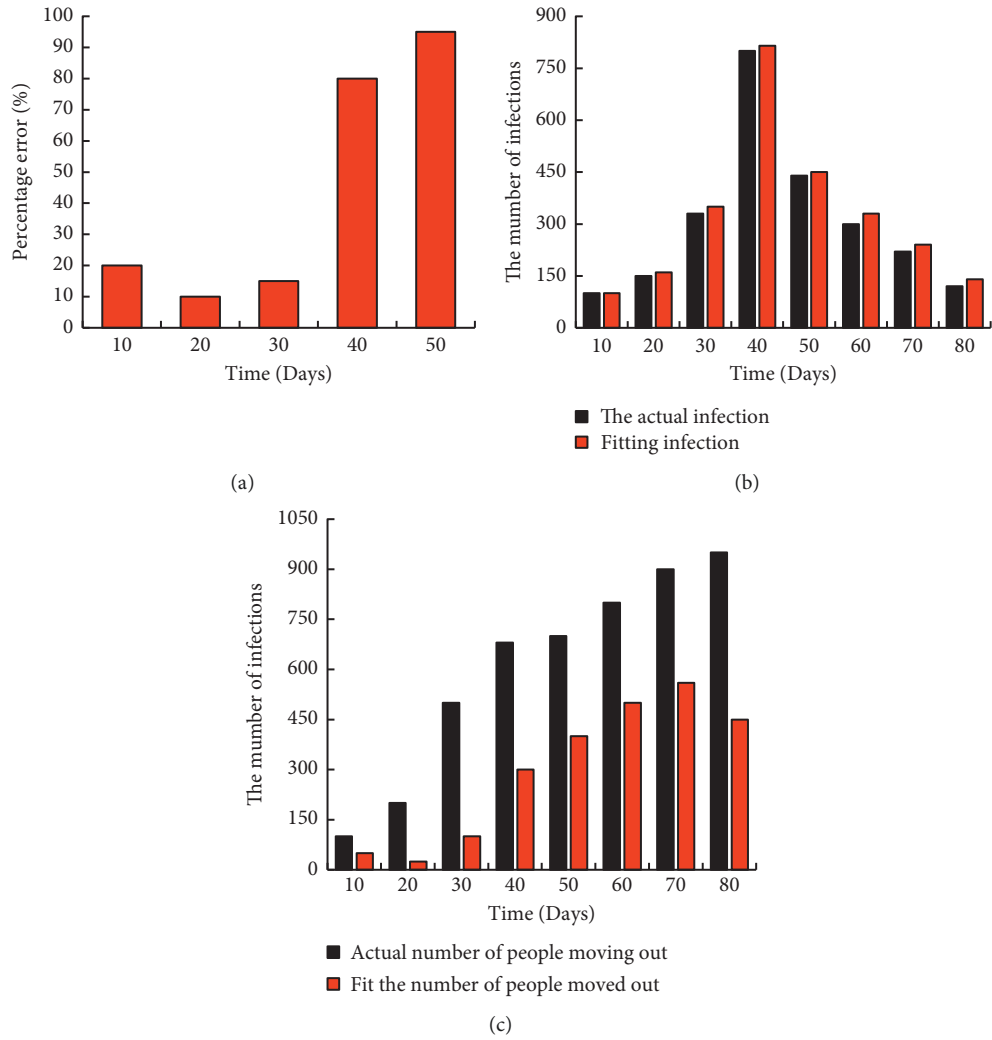 Percentage error (%)
100
90
80
70
60
50
40
30
20
10
0
10 20 30 40 50
Time (Days)
(a)
The mumber of infections
900
750
600
450
300
150
0
10 20 30 40 50 60 70 80
Time (Days)
The actual infection
Fitting infection
(b)
The mumber of infections
1050
900
750
600
450
300
150
0
10 20 30 40 50 60 70 80
Time (Days)
Actual number of people moving out
Fit the number of people moved out
(c)